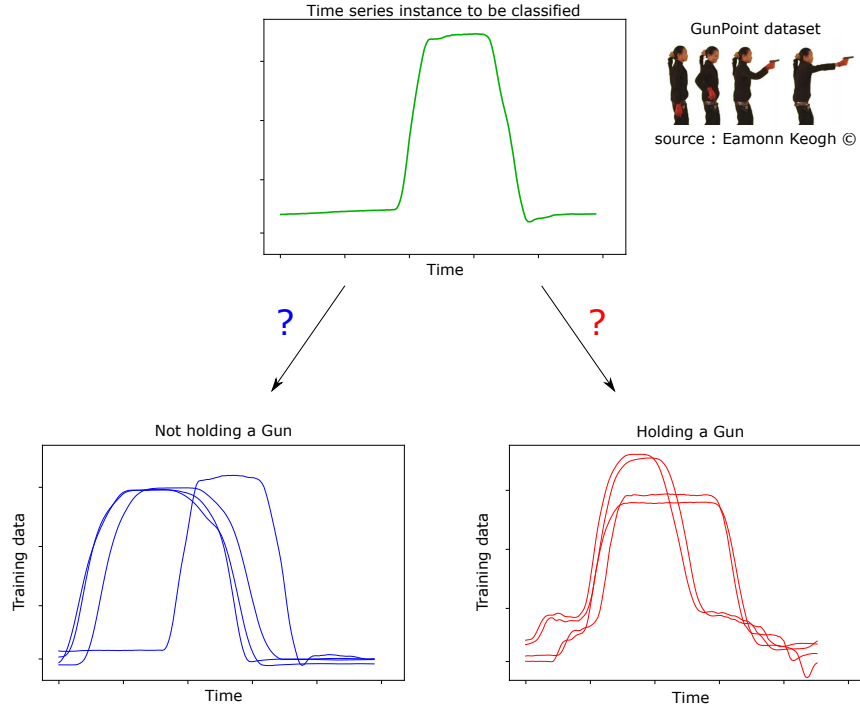 Time series instance to be classified
GunPoint dataset
source : Eamonn Keogh ©
Time
?
?
Not holding a Gun
Holding a Gun
Training data
Training data
Time
Time